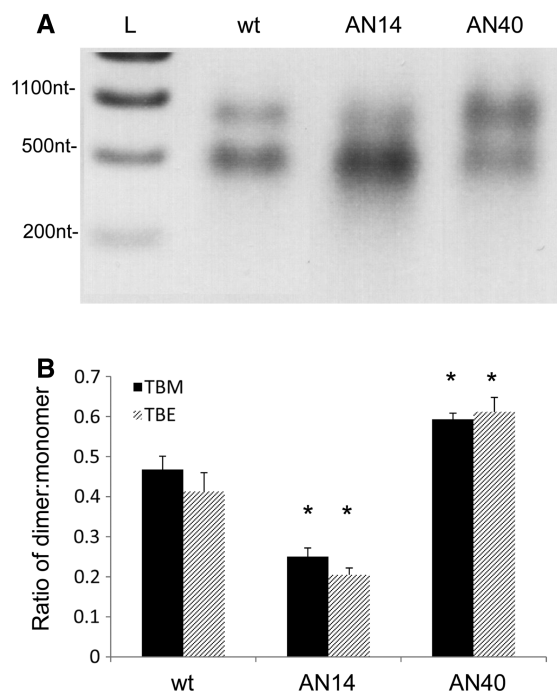 A L wt AN14 AN40
1100nt-
500nt-
200nt-
B
0.7
0.6
0.5
0.4
0.3
0.2
0.1
0
Ratio of dimer:monomer
TBM
TBE
* *
* *
wt AN14 AN40